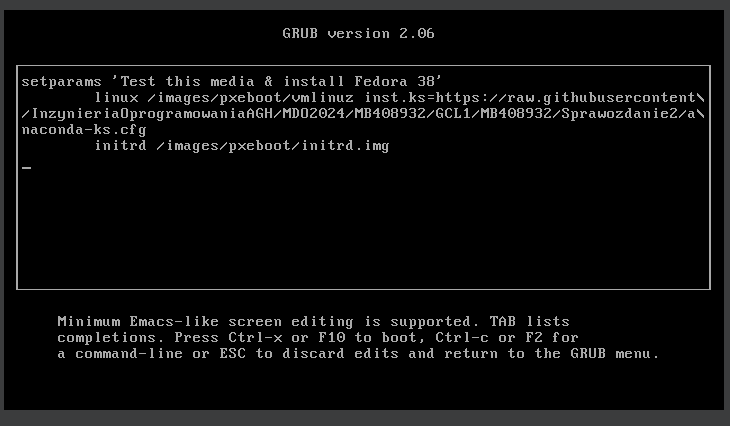 GRUB version 2.06
setparams 'Test this media & install Fedora 38'
linux /images/pxeboot/vmlinuz inst.ks=https://raw.githubusercontent\
/InzynieriaOprogramowaniaAGH/MDO2024/MB408932/GCL1/MB408932/Sprawozdanie2/a\
naconda-ks.cfg
initrd /images/pxeboot/initrd.img
Minimum Emacs-like screen editing is supported. TAB lists
completions. Press Ctrl-x or F10 to boot, Ctrl-c or F2 for
a command-line or ESC to discard edits and return to the GRUB menu.